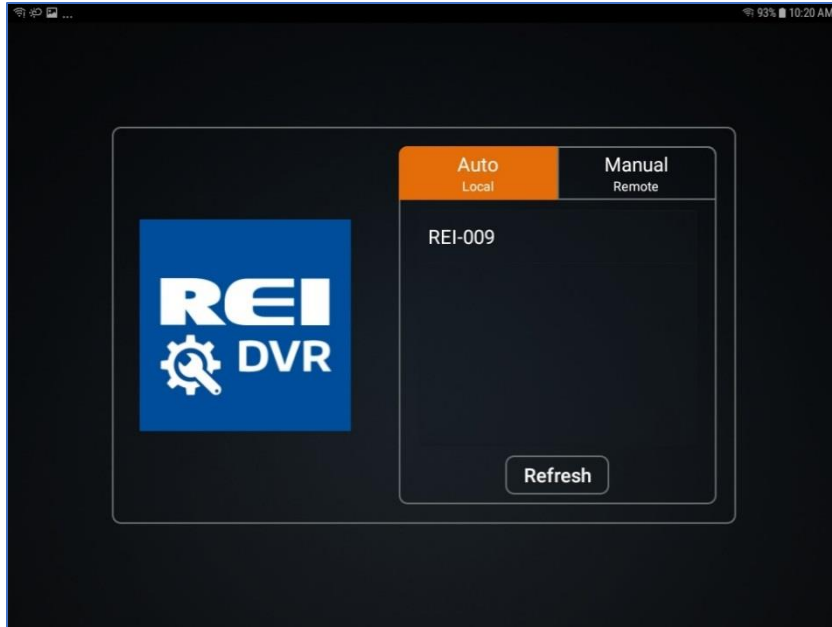 ...
93% 10:20 AM
Auto
Local
Manual
Remote
REI-009
REI
DVR
Refresh